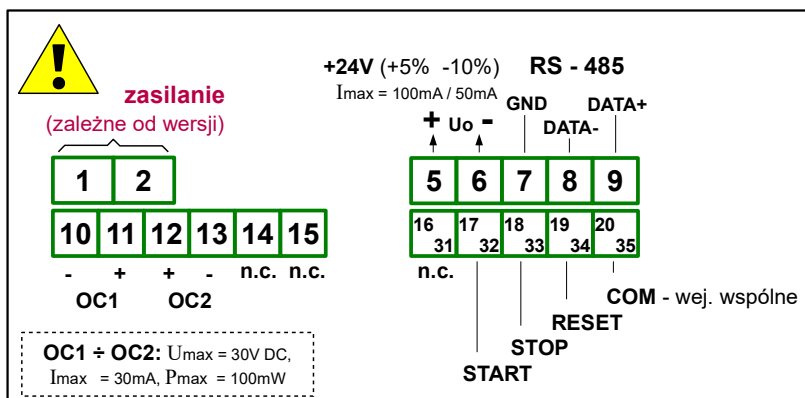 !
zasilanie
(zależne od wersji)
1 2
10 11 12 13 14 15
- + + - n.c. n.c.
OC1 OC2
OC1 ÷ OC2: Umax = 30V DC,
Imax = 30mA, Pmax = 100mW
+24V (+5% -10%) RS - 485
Imax = 100mA / 50mA
GND DATA+
+ Uo - DATA-
5 6 7 8 9
16 17 18 19 20
31 32 33 34 35
n.c.
COM - wej. wspólne
RESET
STOP
START